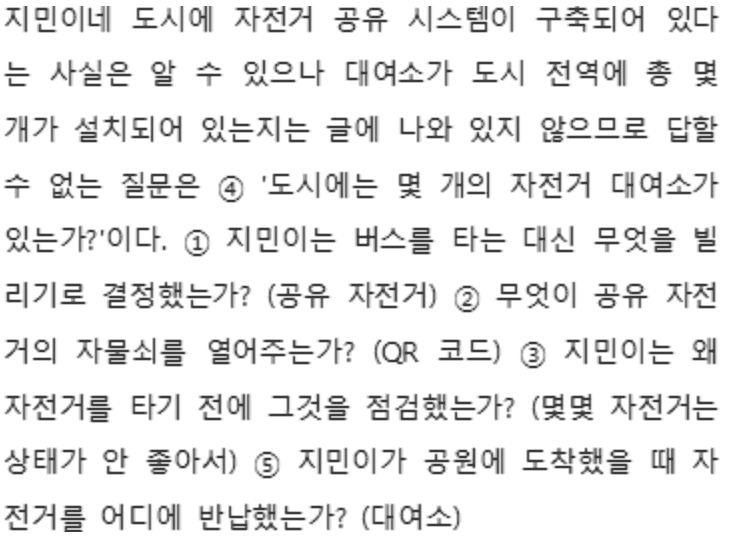 지민이네 도시에 자전거 공유 시스템이 구축되어 있다
는 사실은 알 수 있으나 대여소가 도시 전역에 총 몇
개가 설치되어 있는지는 글에 나와 있지 않으므로 답할
수 없는 질문은 ④ '도시에는 몇 개의 자전거 대여소가
있는가?'이다. ① 지민이는 버스를 타는 대신 무엇을 빌
리기로 결정했는가? (공유 자전거) ② 무엇이 공유 자전
거의 자물쇠를 열어주는가? (QR 코드) ③ 지민이는 왜
자전거를 타기 전에 그것을 점검했는가? (몇몇 자전거는
상태가 안 좋아서) ⑤ 지민이가 공원에 도착했을 때 자
전거를 어디에 반납했는가? (대여소)